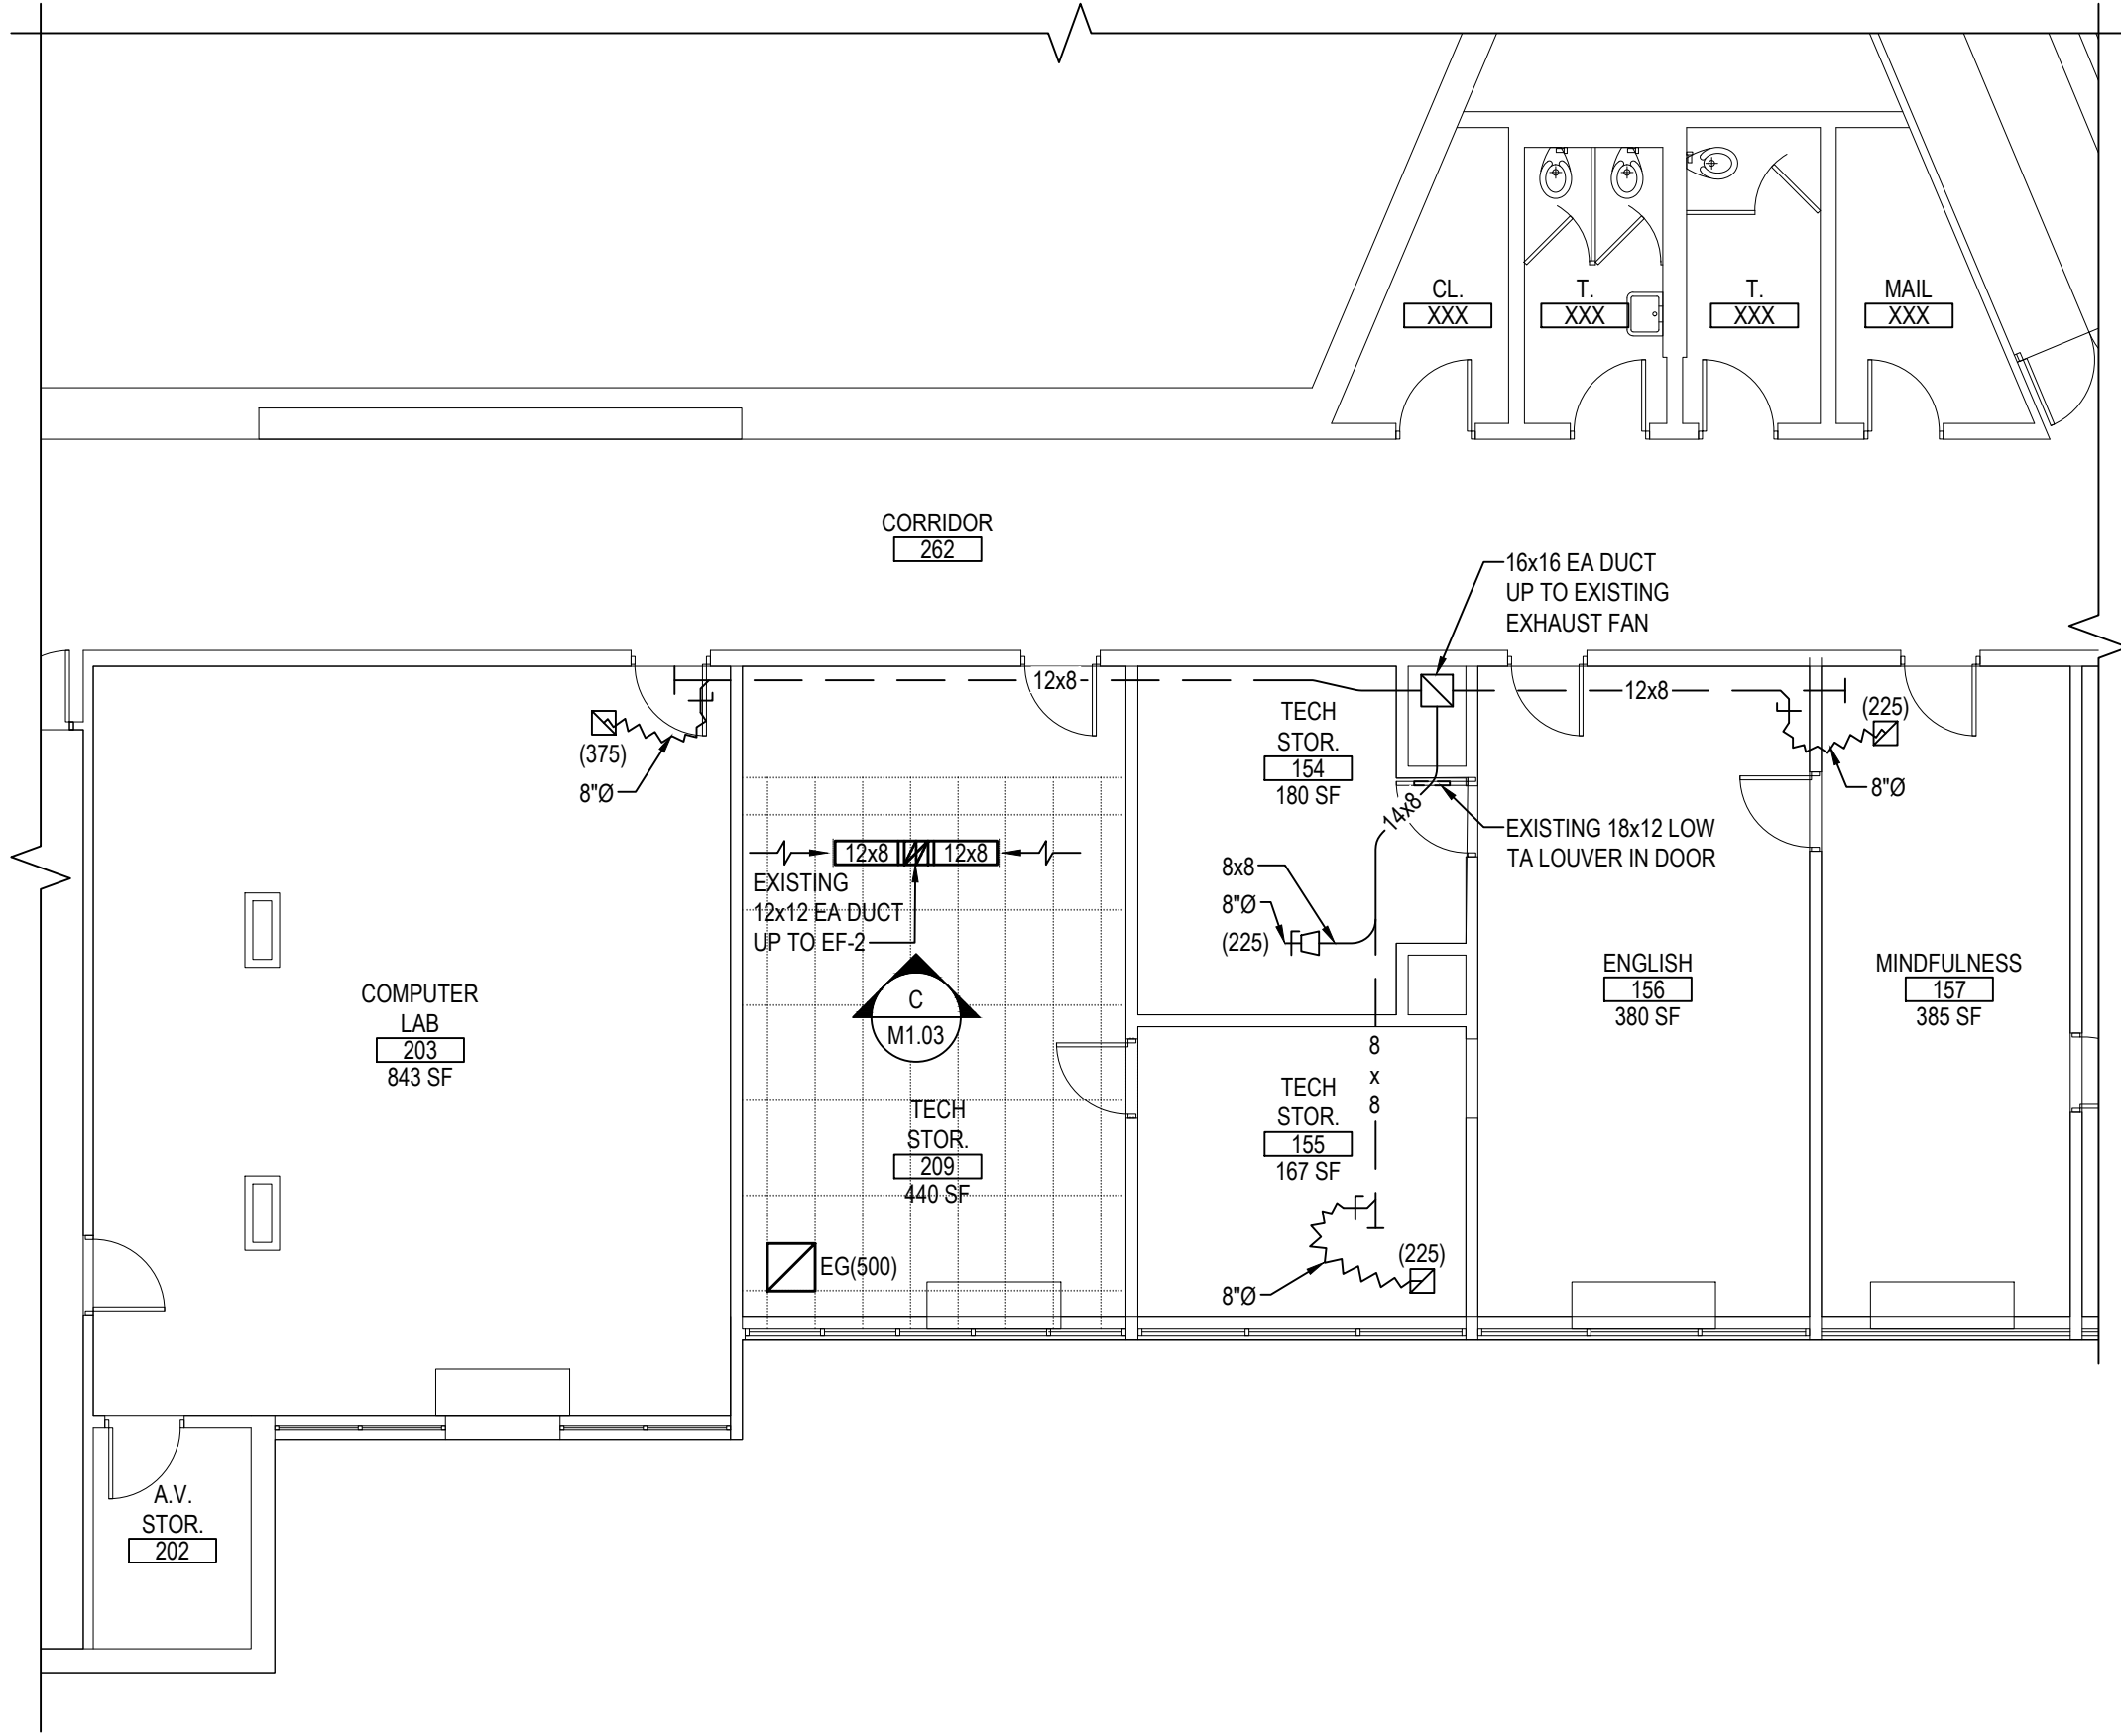 CL.
XXX
T.
XXX
T.
XXX
MAIL
XXX
CORRIDOR
262
16x16 EA DUCT
UP TO EXISTING
EXHAUST FAN
12x8
12x8
(375)
8"Ø
TECH
STOR.
154
180 SF
(225)
8"Ø
14x8
EXISTING 18x12 LOW
TA LOUVER IN DOOR
12x8
12x8
EXISTING
12x12 EA DUCT
UP TO EF-2
8x8
8"Ø
(225)
C
M1.03
COMPUTER
LAB
203
843 SF
ENGLISH
156
380 SF
MINDFULNESS
157
385 SF
8
x
8
TECH
STOR.
209
440 SF
TECH
STOR.
155
167 SF
EG(500)
(225)
8"Ø
A.V.
STOR.
202